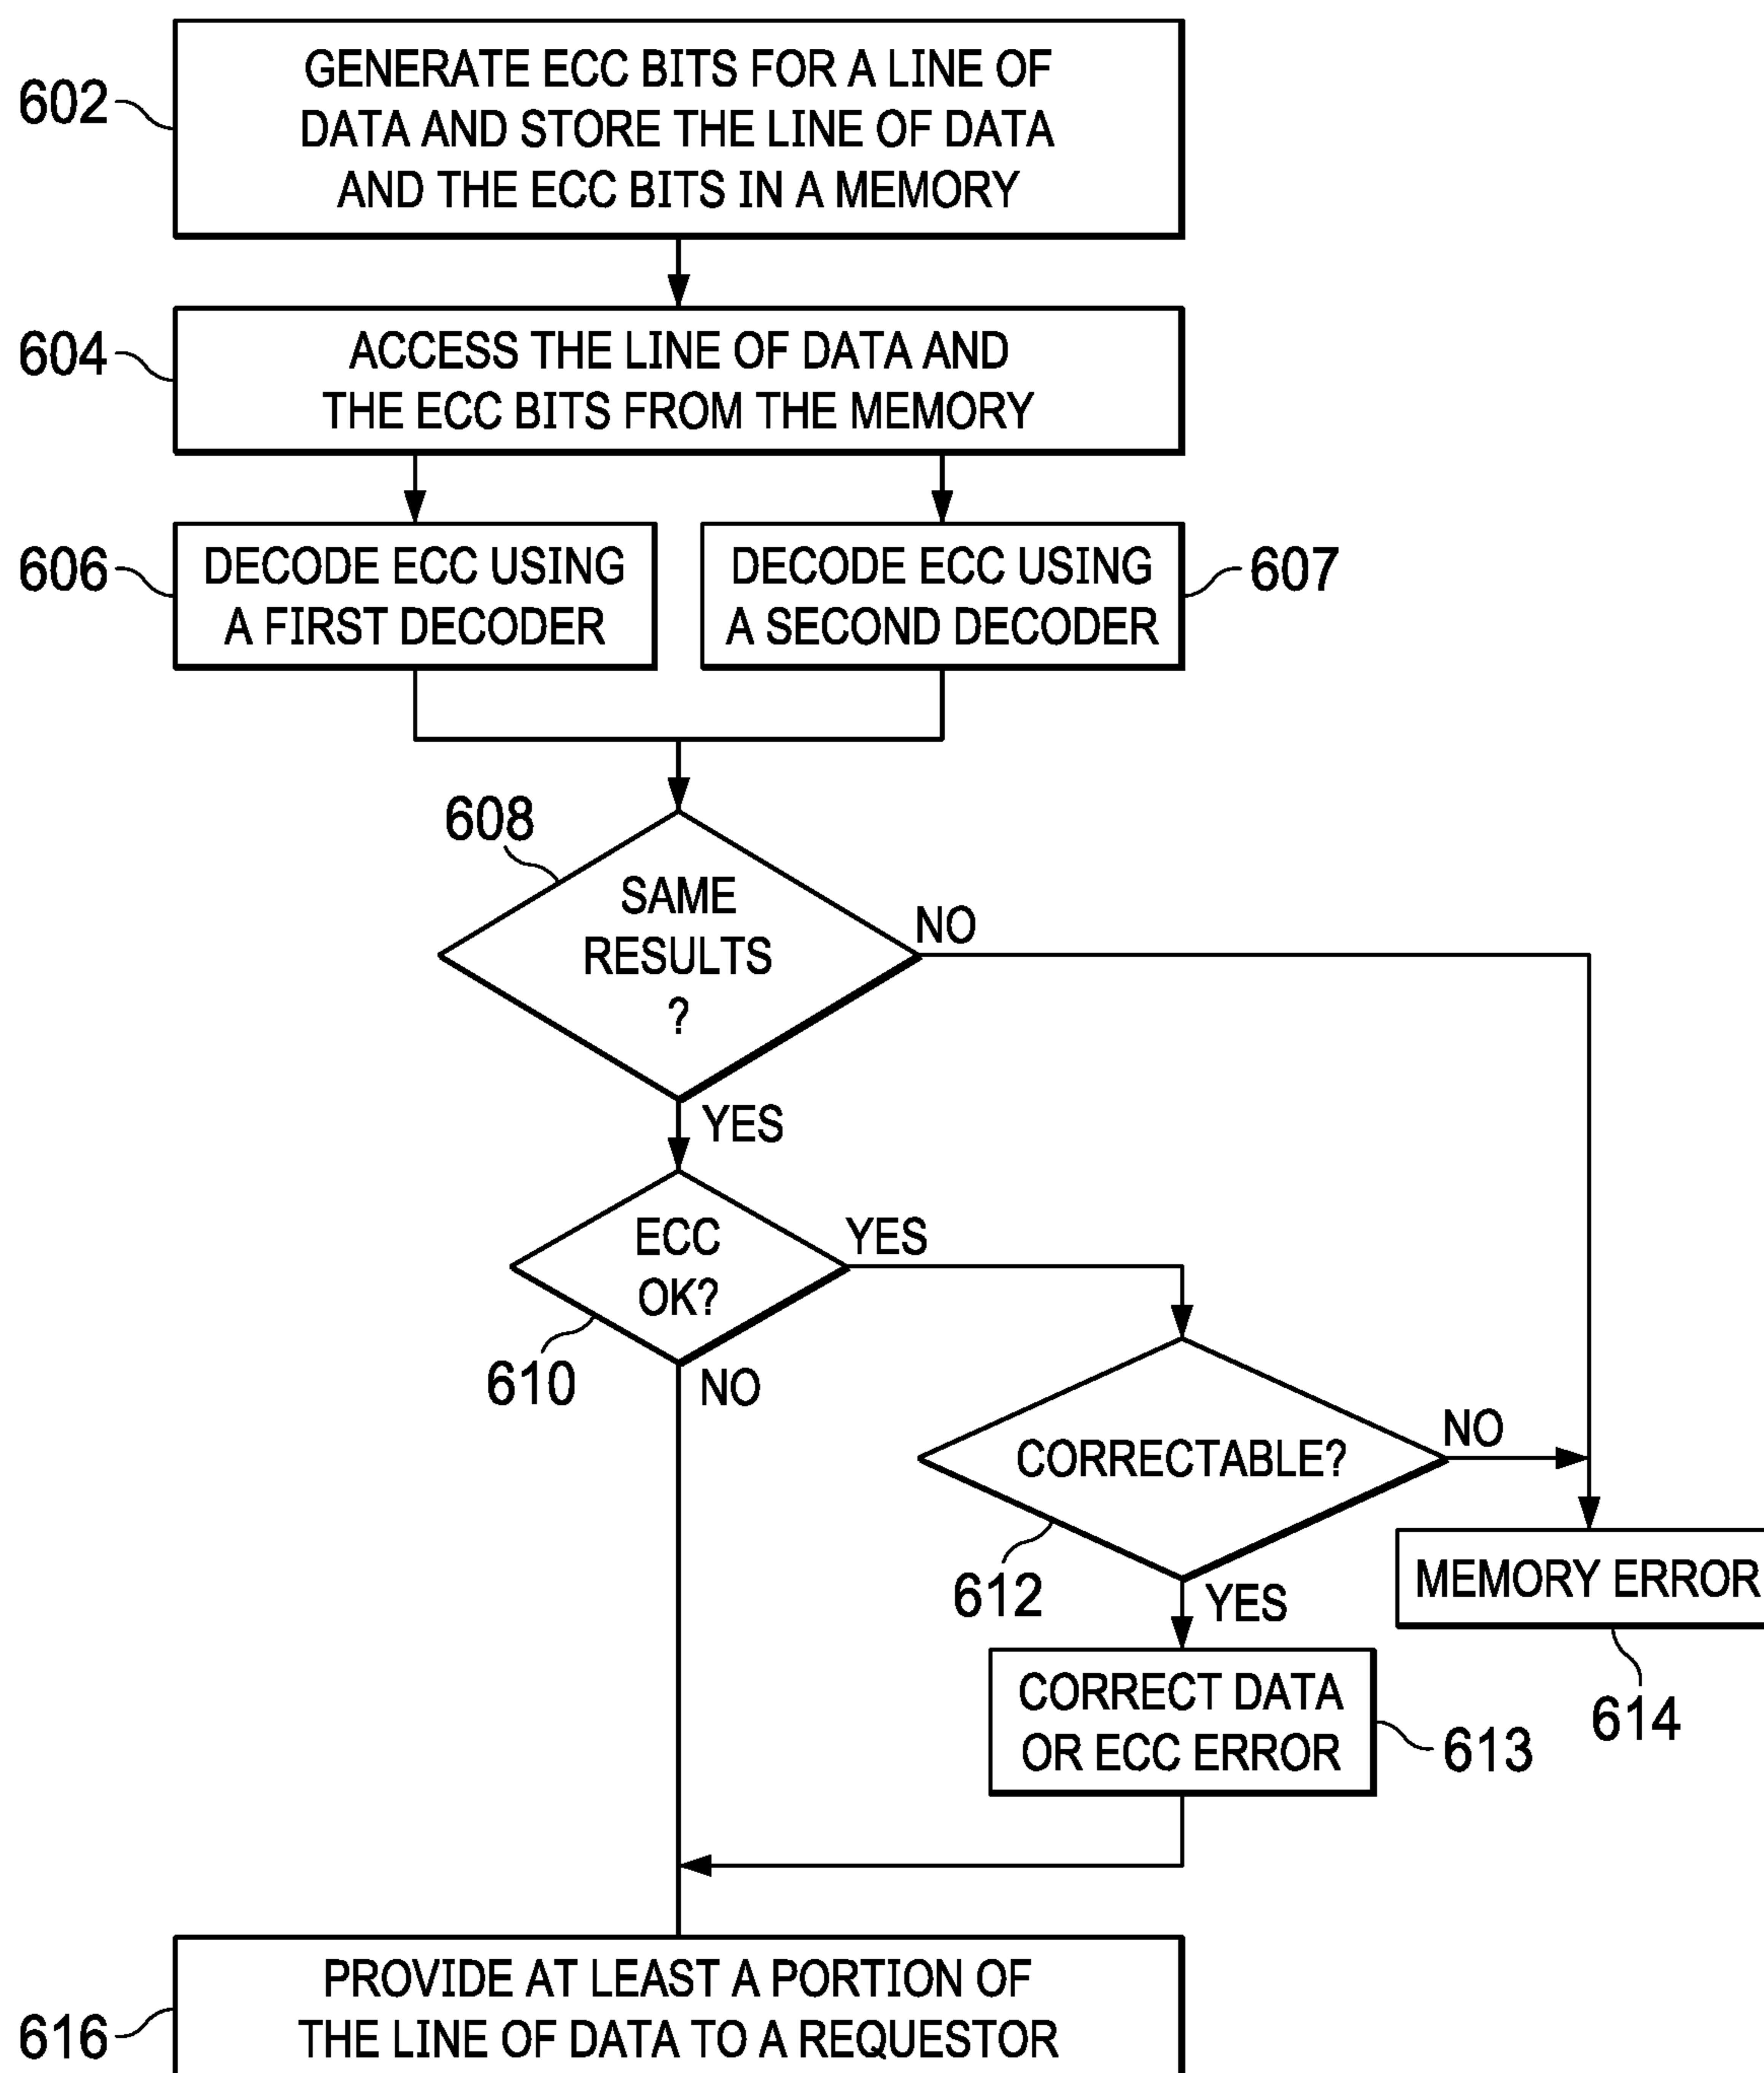 602
GENERATE ECC BITS FOR A LINE OF
DATA AND STORE THE LINE OF DATA
AND THE ECC BITS IN A MEMORY
604
ACCESS THE LINE OF DATA AND
THE ECC BITS FROM THE MEMORY
606
DECODE ECC USING
A FIRST DECODER
DECODE ECC USING
A SECOND DECODER
607
608
SAME
RESULTS
?
NO
YES
ECC
OK?
YES
610
NO
CORRECTABLE?
NO
612
YES
MEMORY ERROR
614
CORRECT DATA
OR ECC ERROR
613
616
PROVIDE AT LEAST A PORTION OF
THE LINE OF DATA TO A REQUESTOR